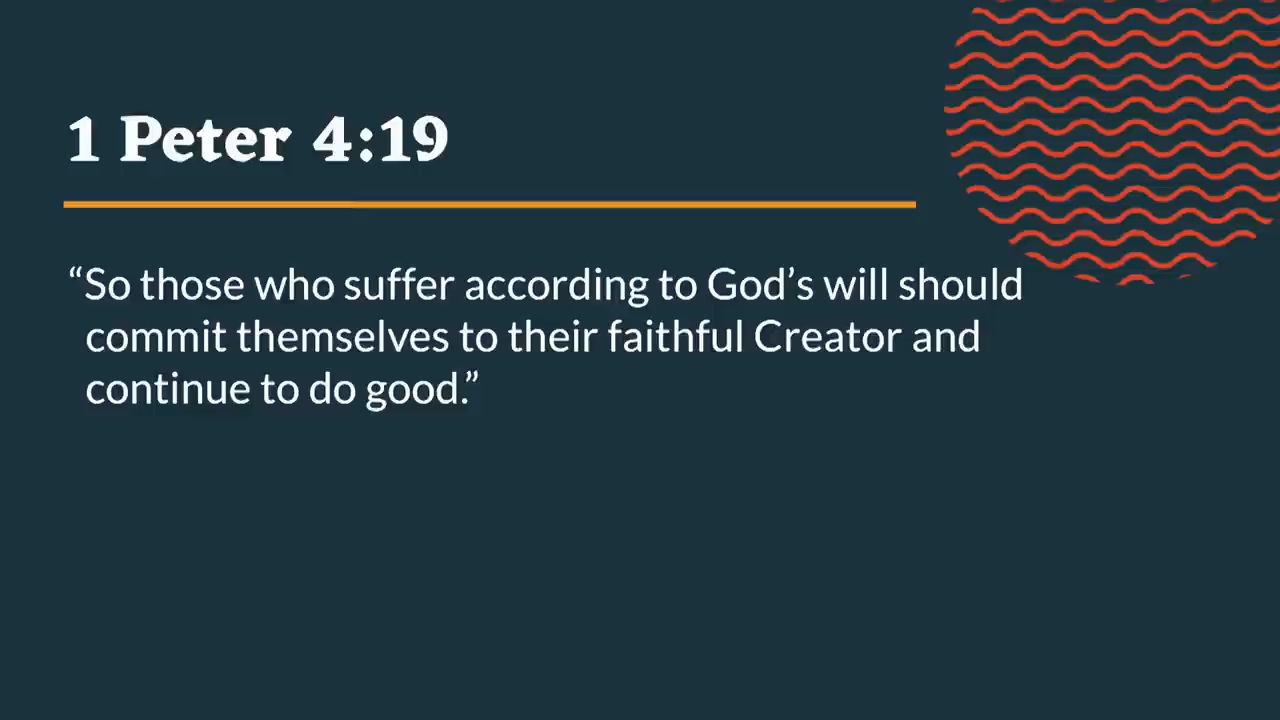 1 Peter 4:19
“So those who suffer according to God’s will should
commit themselves to their faithful Creator and
continue to do good.”